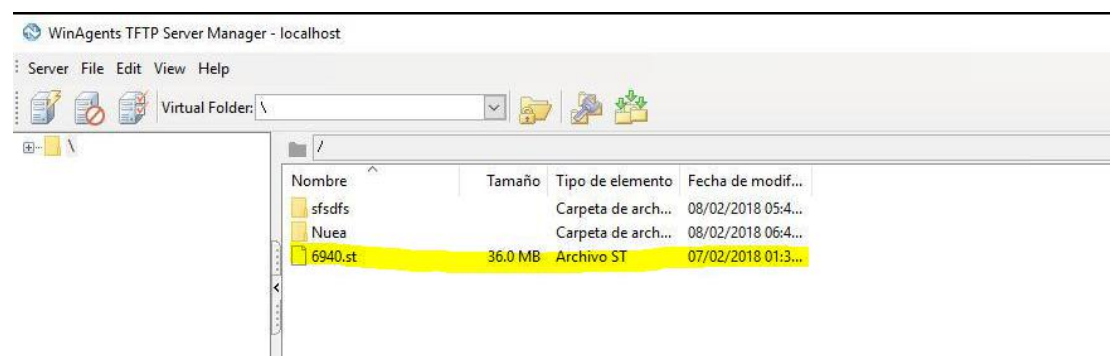 WinAgents TFTP Server Manager - localhost
Server File Edit View Help
Virtual Folder: \
\
/
Nombre Tamaño Tipo de elemento Fecha de modif...
sfsdfs Carpeta de arch... 08/02/2018 05:4...
Nuea Carpeta de arch... 08/02/2018 06:4...
6940.st 36.0 MB Archivo ST 07/02/2018 01:3...